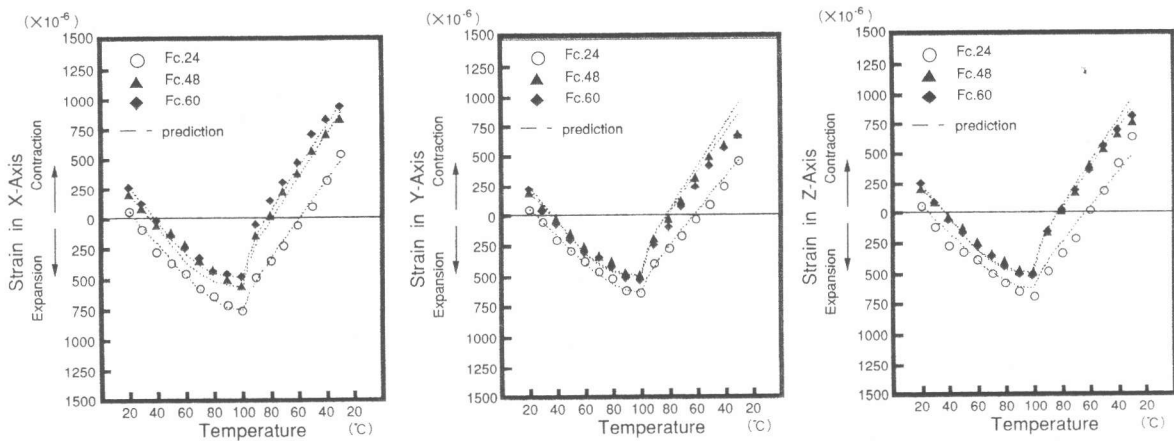 (×10⁻⁶)
1500
1250
1000
750
500
250
0
250
500
750
1000
1250
1500
Strain in X-Axis
Expansion
Contraction
Fc.24
Fc.48
Fc.60
prediction
20 40 60 80 100 80 60 40 20
Temperature (℃)
(×10⁻⁶)
1500
1250
1000
750
500
250
0
250
500
750
1000
1250
1500
Strain in Y-Axis
Expansion
Contraction
Fc.24
Fc.48
Fc.60
prediction
20 40 60 80 100 80 60 40 20
Temperature (℃)
(×10⁻⁶)
1500
1250
1000
750
500
250
0
250
500
750
1000
1250
1500
Strain in Z-Axis
Expansion
Contraction
Fc.24
Fc.48
Fc.60
prediction
20 40 60 80 100 80 60 40 20
Temperature (℃)